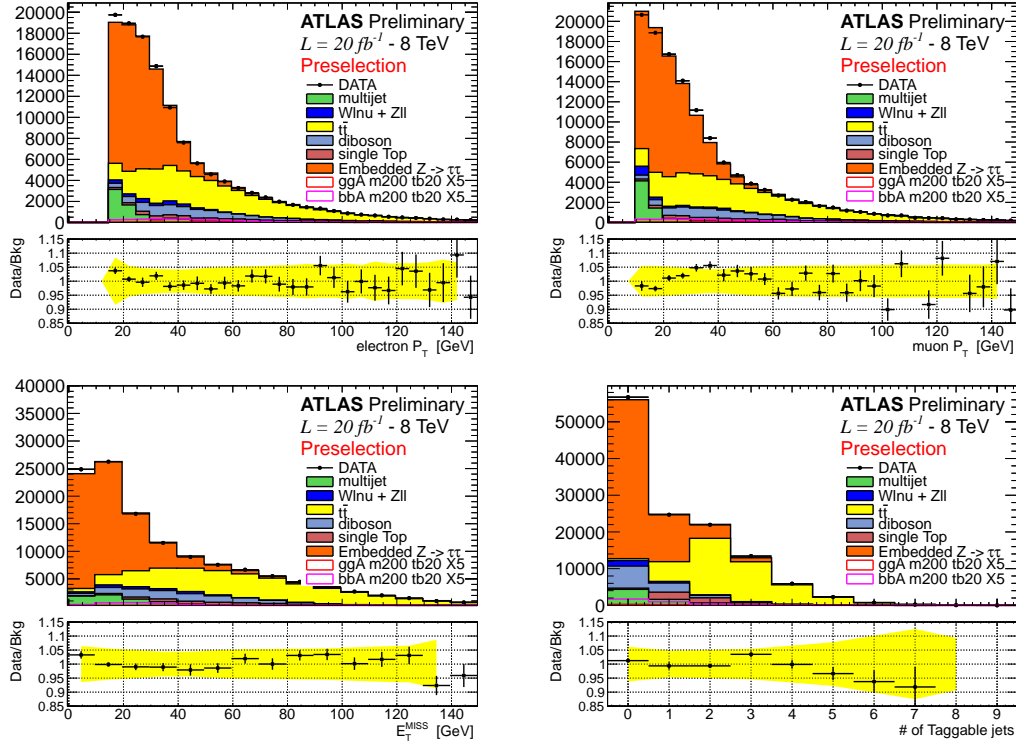 20000
18000
16000
14000
12000
10000
8000
6000
4000
2000
0
ATLAS Preliminary
L = 20 fb-1 - 8 TeV
Preselection
DATA
multijet
Wlnu + Zll
tt̄
diboson
single Top
Embedded Z -> ττ
ggA m200 tb20 X5
bbA m200 tb20 X5
Data/Bkg
1.15
1.1
1.05
1
0.95
0.9
0.85
0 20 40 60 80 100 120 140
electron PT [GeV]
20000
18000
16000
14000
12000
10000
8000
6000
4000
2000
0
ATLAS Preliminary
L = 20 fb-1 - 8 TeV
Preselection
DATA
multijet
Wlnu + Zll
tt̄
diboson
single Top
Embedded Z -> ττ
ggA m200 tb20 X5
bbA m200 tb20 X5
Data/Bkg
1.15
1.1
1.05
1
0.95
0.9
0.85
0 20 40 60 80 100 120 140
muon PT [GeV]
40000
35000
30000
25000
20000
15000
10000
5000
ATLAS Preliminary
L = 20 fb-1 - 8 TeV
Preselection
DATA
multijet
Wlnu + Zll
tt̄
diboson
single Top
Embedded Z -> ττ
ggA m200 tb20 X5
bbA m200 tb20 X5
Data/Bkg
1.15
1.1
1.05
1
0.95
0.9
0.85
0 20 40 60 80 100 120 140
ETMISS [GeV]
50000
40000
30000
20000
10000
0
ATLAS Preliminary
L = 20 fb-1 - 8 TeV
Preselection
DATA
multijet
Wlnu + Zll
tt̄
diboson
single Top
Embedded Z -> ττ
ggA m200 tb20 X5
bbA m200 tb20 X5
Data/Bkg
1.15
1.1
1.05
1
0.95
0.9
0.85
0 1 2 3 4 5 6 7 8 9
# of Taggable jets